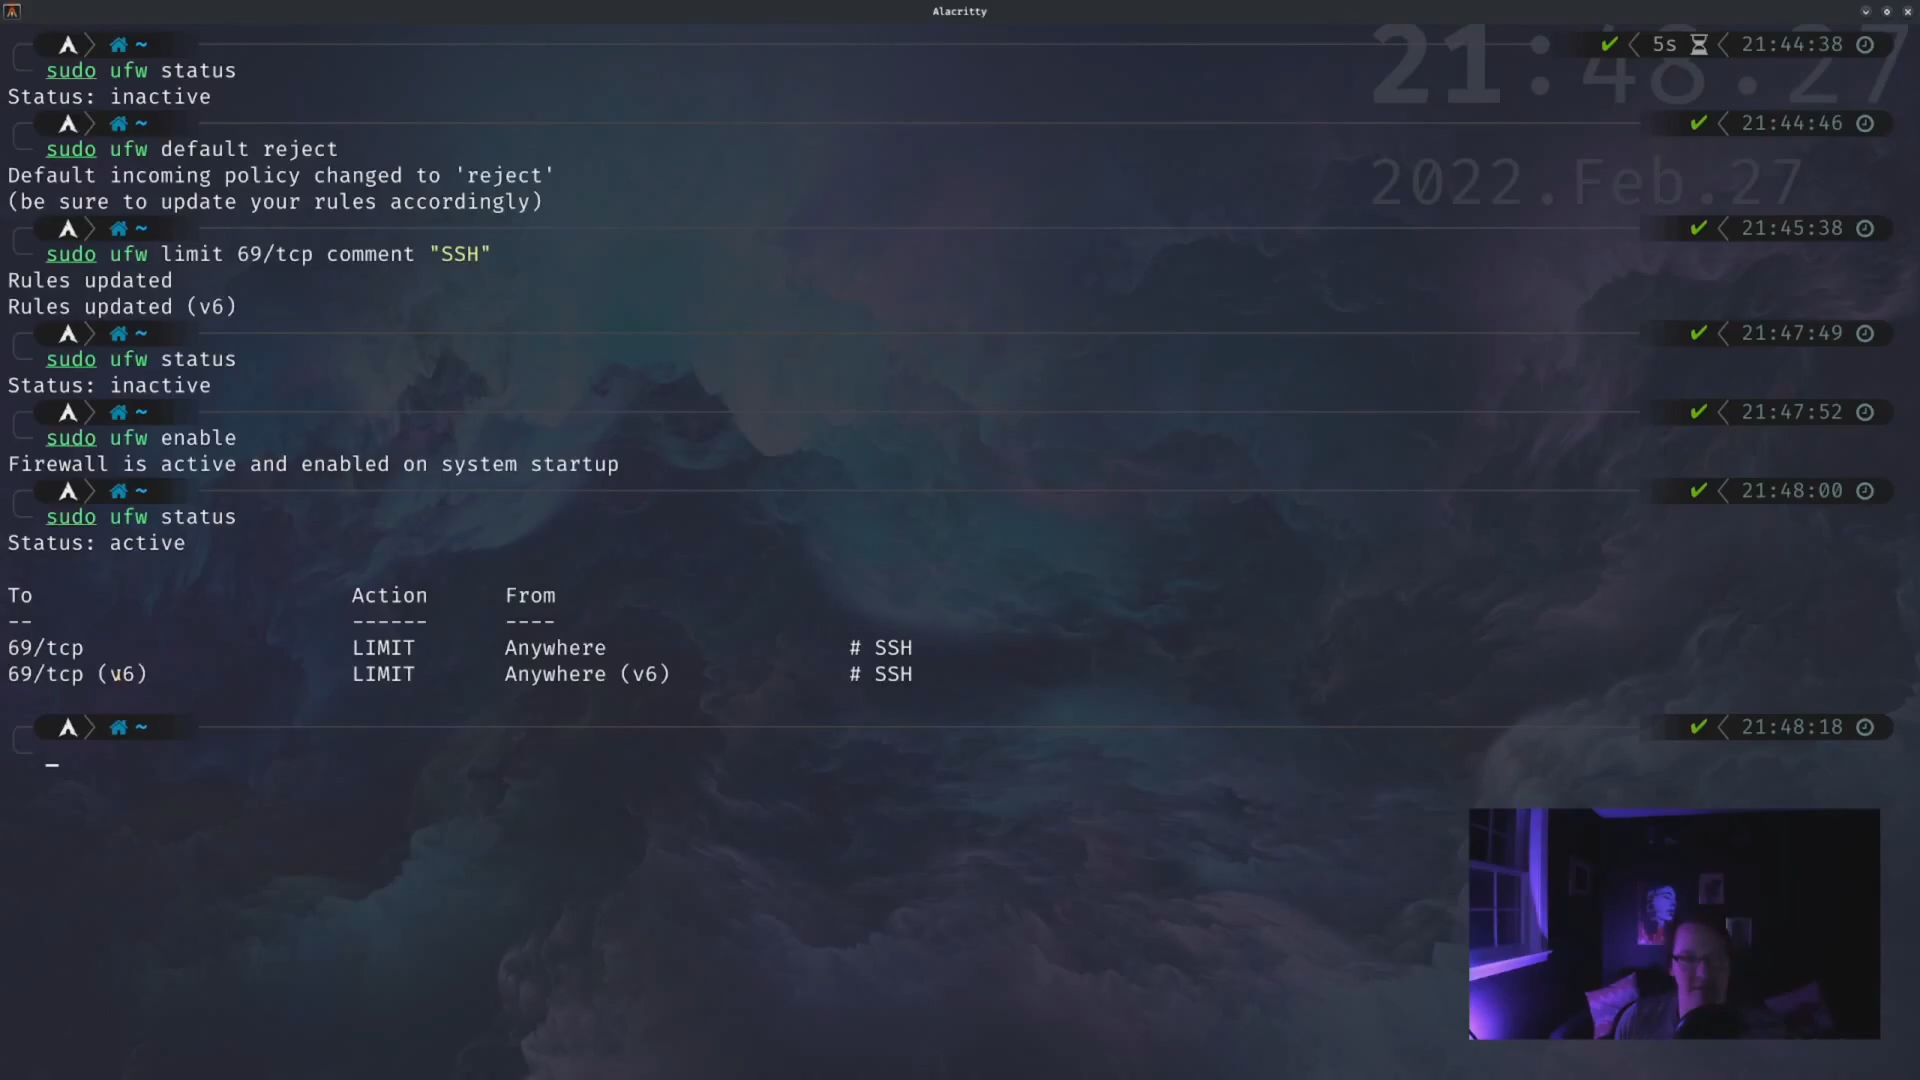 Alacritty
~ 5s 21:44:38
21:48:27
sudo ufw status
Status: inactive
~ 21:44:46
sudo ufw default reject
Default incoming policy changed to 'reject'
2022.Feb.27
(be sure to update your rules accordingly)
~ 21:45:38
sudo ufw limit 69/tcp comment "SSH"
Rules updated
Rules updated (v6)
~ 21:47:49
sudo ufw status
Status: inactive
~ 21:47:52
sudo ufw enable
Firewall is active and enabled on system startup
~ 21:48:00
sudo ufw status
Status: active
To Action From
-- ------ ----
69/tcp LIMIT Anywhere # SSH
69/tcp (v6) LIMIT Anywhere (v6) # SSH
~ 21:48:18